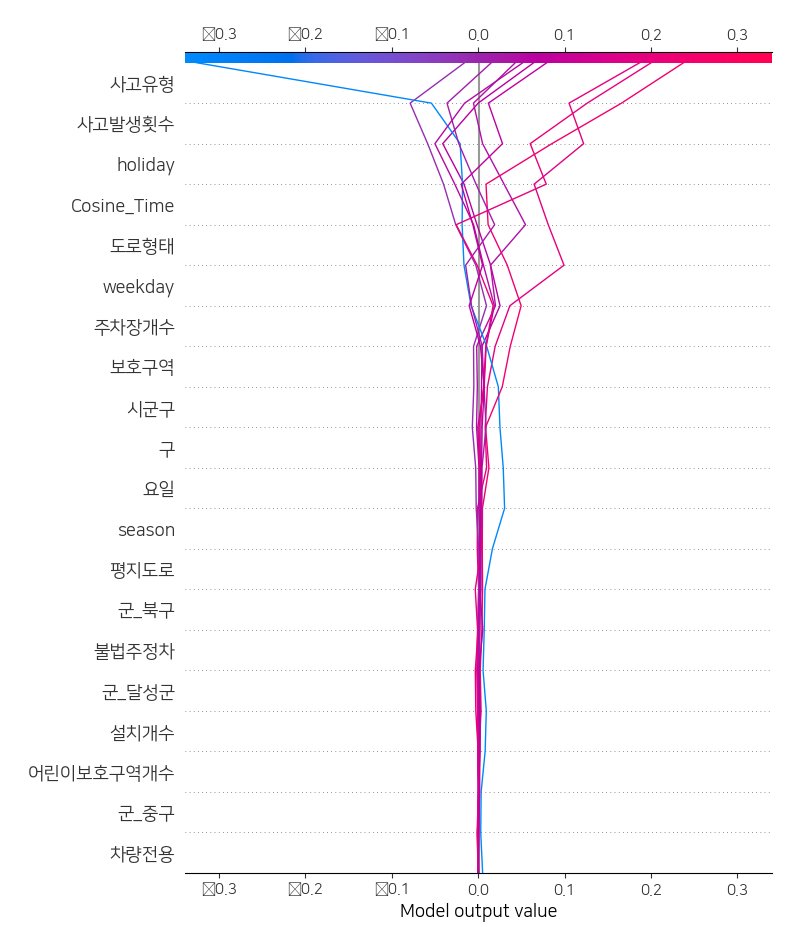 □0.3 □0.2 □0.1 0.0 0.1 0.2 0.3
사고유형
사고발생횟수
holiday
Cosine_Time
도로형태
weekday
주차장개수
보호구역
시군구
구
요일
season
평지도로
군_북구
불법주정차
군_달성군
설치개수
어린이보호구역개수
군_중구
차량전용
□0.3 □0.2 □0.1 0.0 0.1 0.2 0.3
Model output value